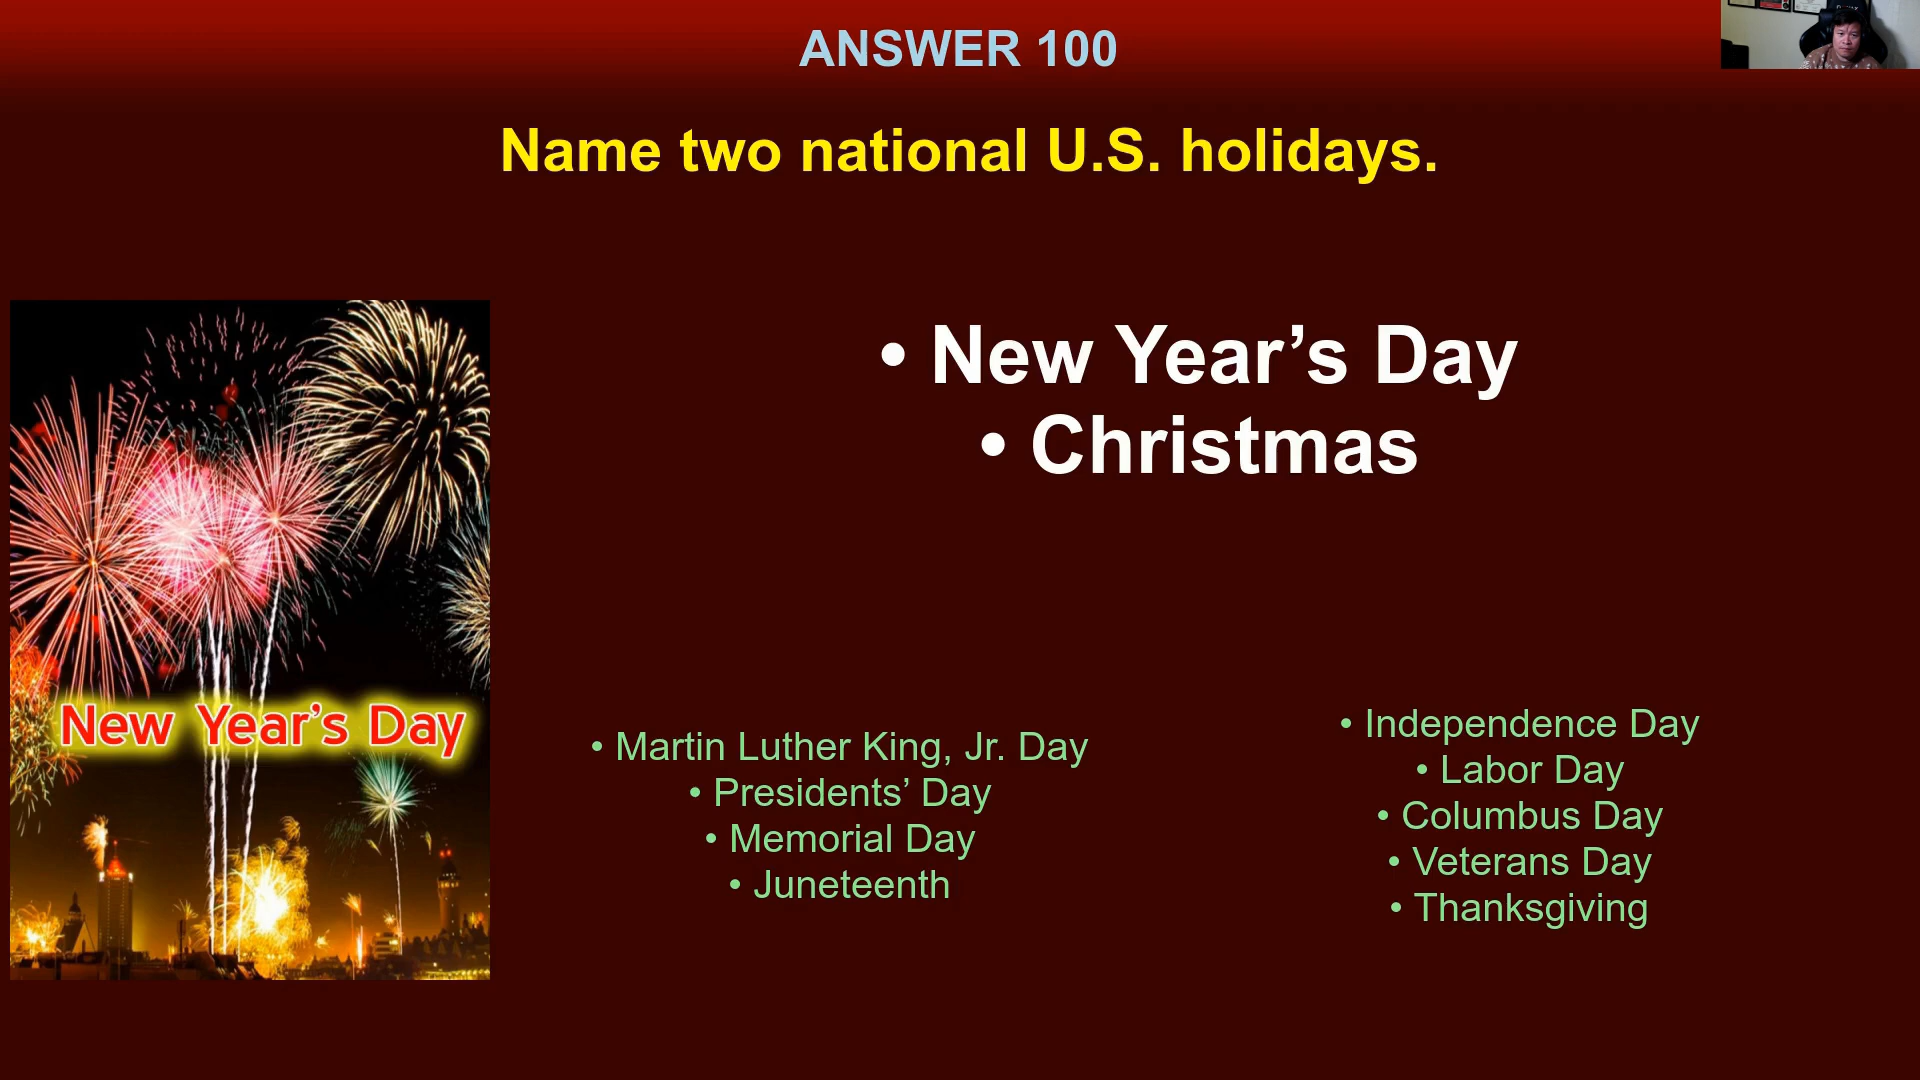 ANSWER 100
Name two national U.S. holidays.
• New Year’s Day
• Christmas
New Year’s Day
• Martin Luther King, Jr. Day
• Presidents’ Day
• Memorial Day
• Juneteenth
• Independence Day
• Labor Day
• Columbus Day
• Veterans Day
• Thanksgiving